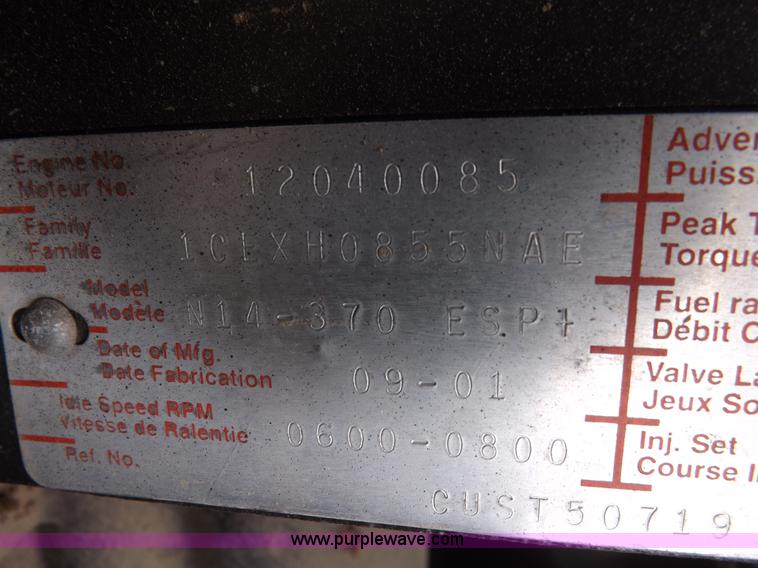 Engine No.
Moteur No. 12040085
Family
Famille 1CEXH0855NAE
Model
Modèle N14-370 ESP+
Date of Mfg.
Date Fabrication 09-01
Idle Speed RPM
Vitesse de Ralentie 0600-0800
Ref. No. CUST50719
Adver
Puiss
Peak T
Torque
Fuel ra
Débit C
Valve La
Jeux So
Inj. Set
Course I
www.purplewave.com